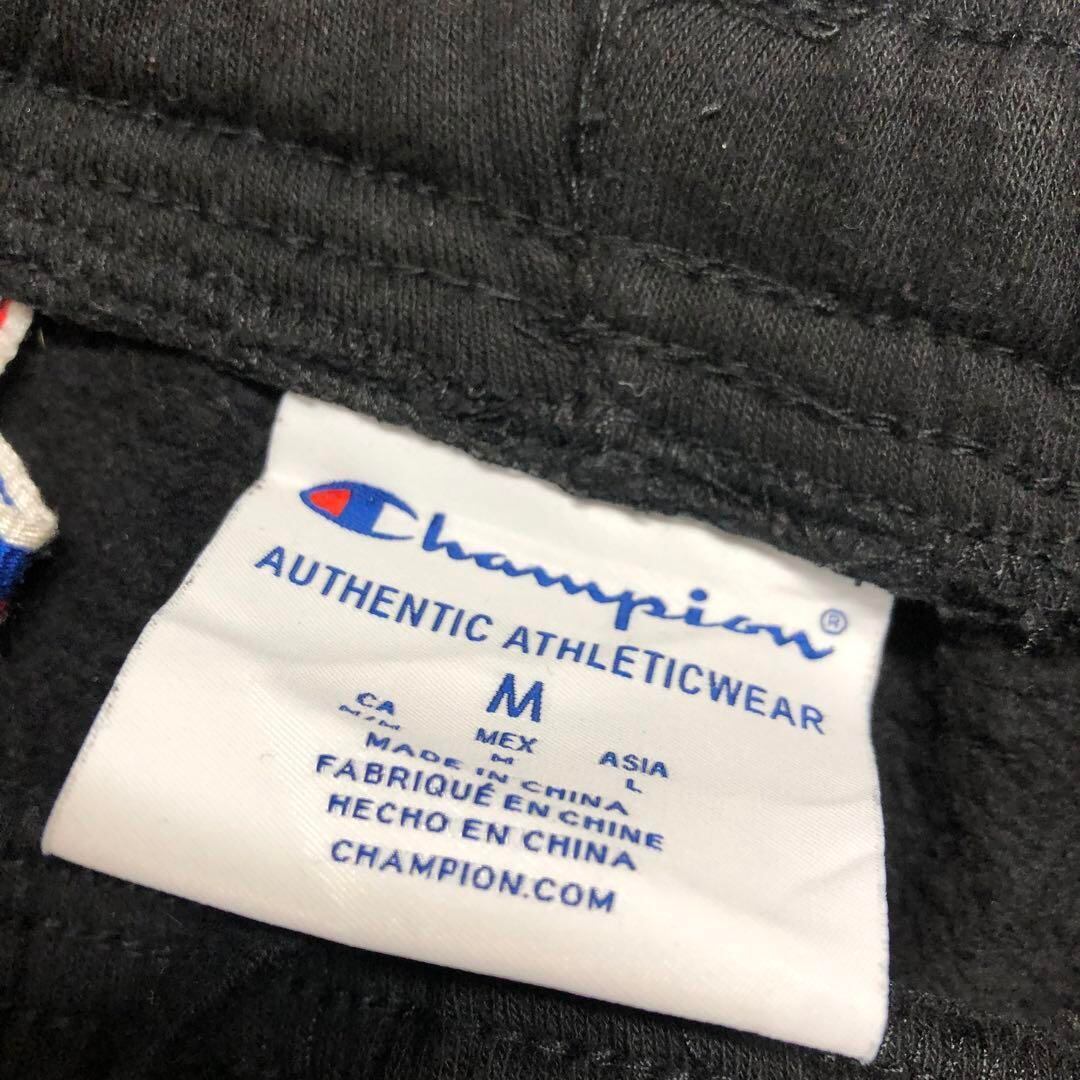 Champion®
AUTHENTIC ATHLETICWEAR
M
CA MEX ASIA
M/M M L
MADE IN CHINA
FABRIQUÉ EN CHINE
HECHO EN CHINA
CHAMPION.COM